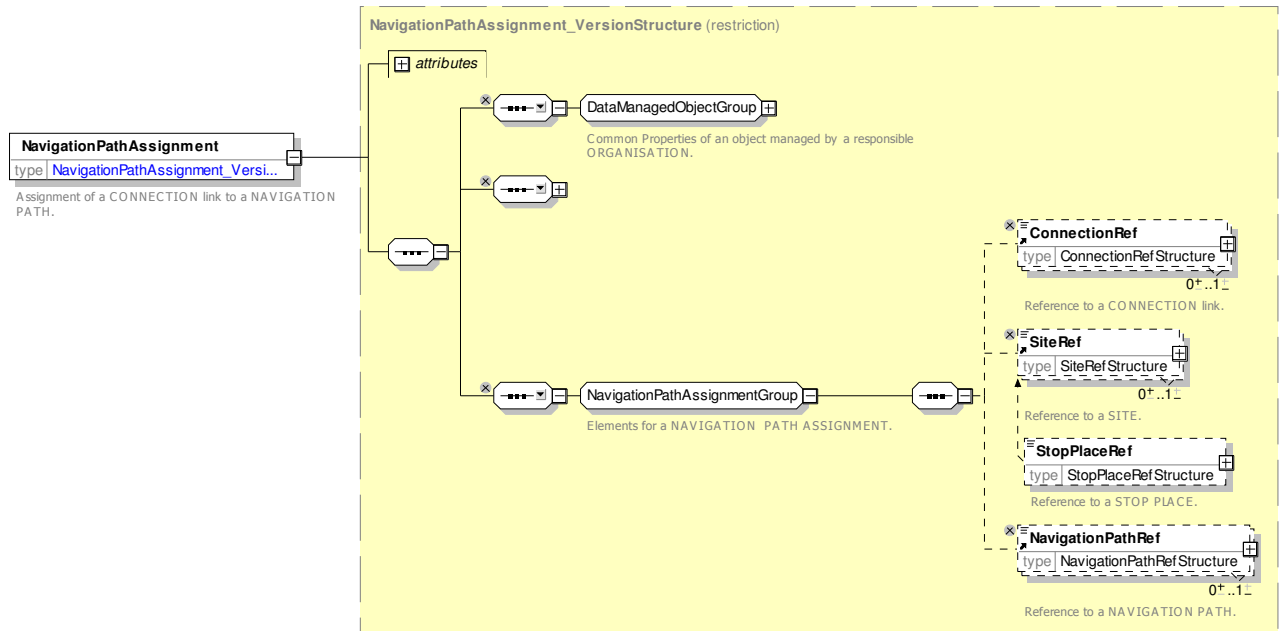 NavigationPathAssignment_VersionStructure (restriction)
attributes
DataManagedObjectGroup
Common Properties of an object managed by a responsible
ORGANISATION.
NavigationPathAssignment
type NavigationPathAssignment_Versi...
Assignment of a CONNECTION link to a NAVIGATION
PATH.
ConnectionRef
type ConnectionRefStructure
0..1
Reference to a CONNECTION link.
SiteRef
type SiteRefStructure
0..1
Reference to a SITE.
NavigationPathAssignmentGroup
Elements for a NAVIGATION PATH ASSIGNMENT.
StopPlaceRef
type StopPlaceRefStructure
Reference to a STOP PLACE.
NavigationPathRef
type NavigationPathRefStructure
0..1
Reference to a NAVIGATION PATH.